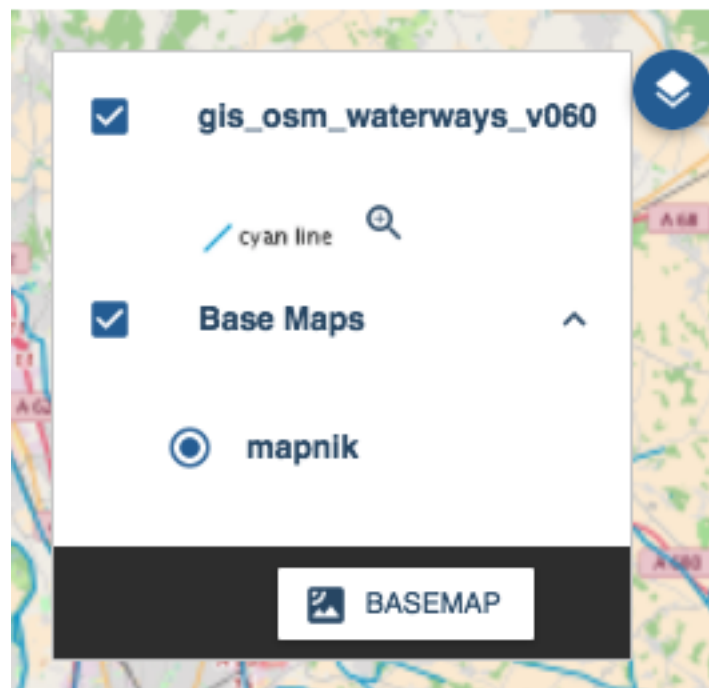 gis_osm_waterways_v060
cyan line
A 68
Base Maps
mapnik
A 680
BASEMAP